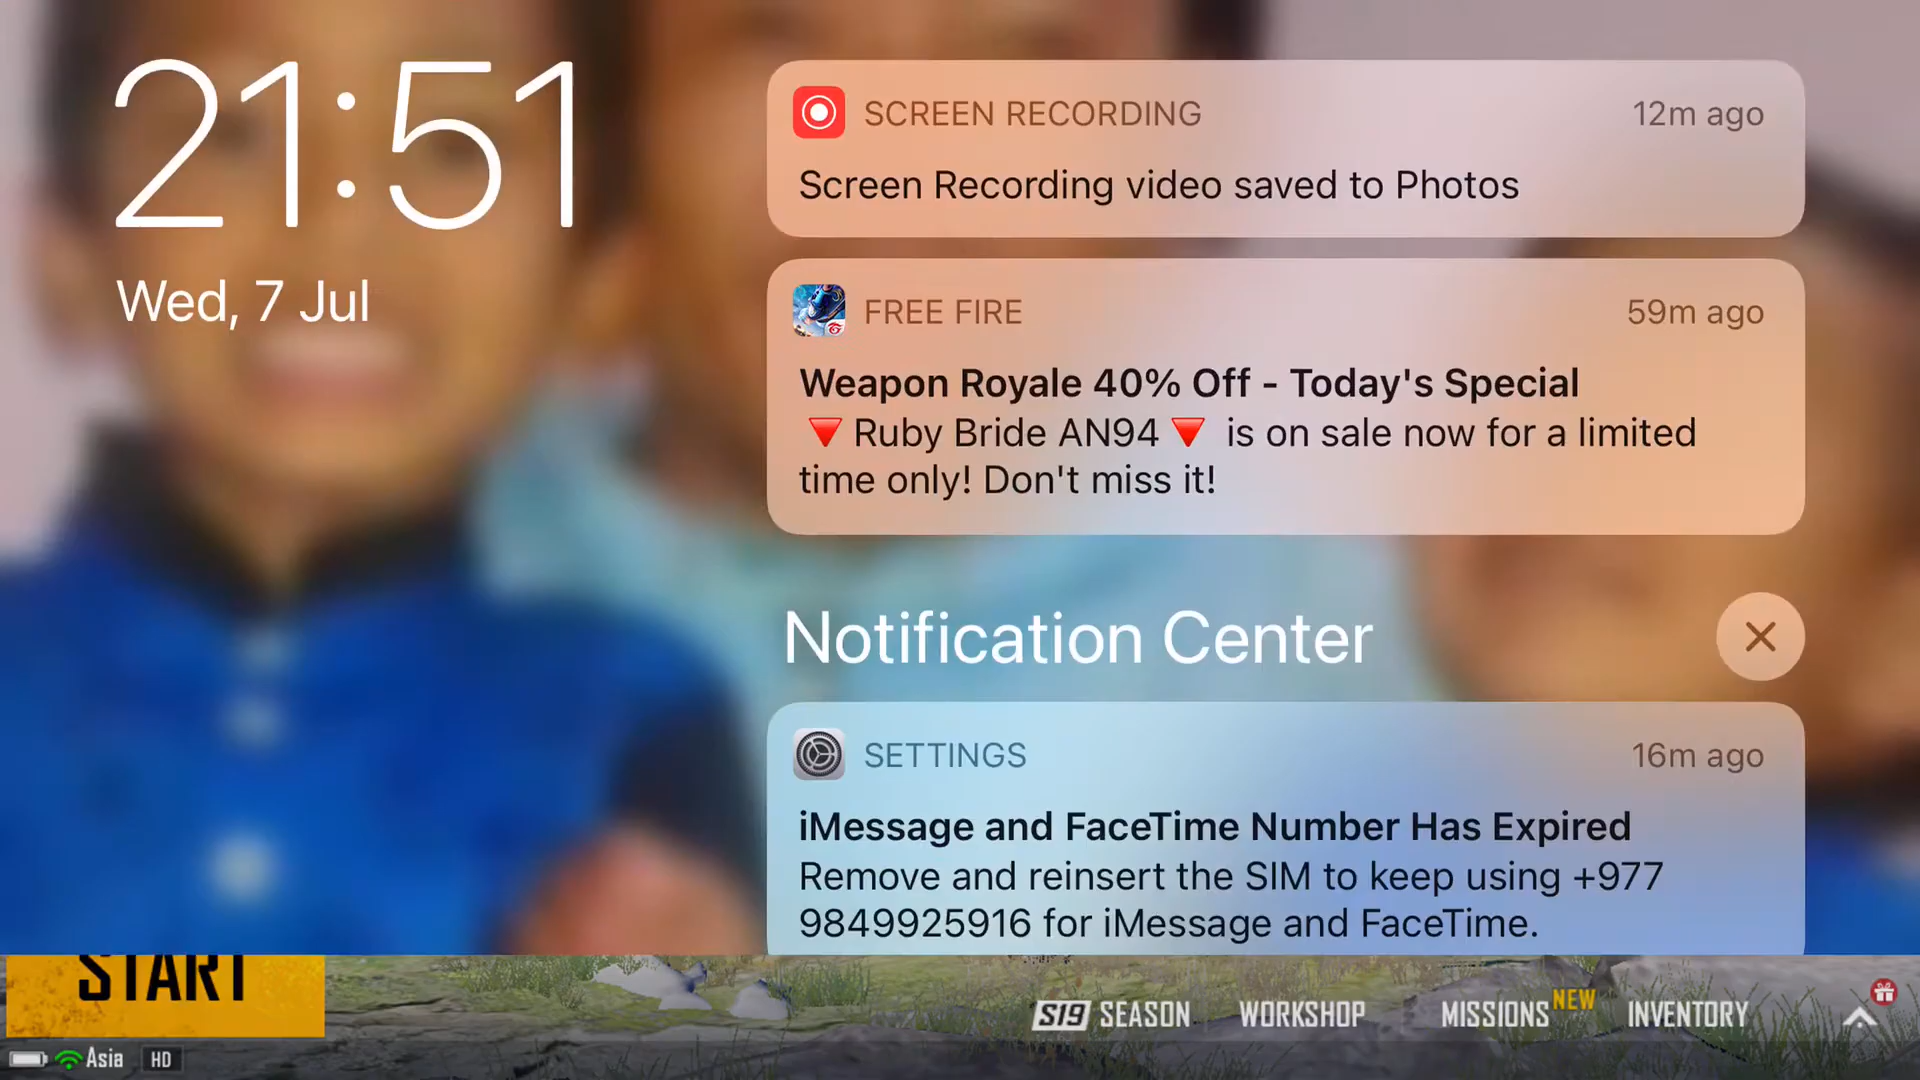 21:51
Wed, 7 Jul
SCREEN RECORDING
12m ago
Screen Recording video saved to Photos
FREE FIRE
59m ago
Weapon Royale 40% Off - Today's Special
🔻Ruby Bride AN94🔻 is on sale now for a limited
time only! Don't miss it!
Notification Center
SETTINGS
16m ago
iMessage and FaceTime Number Has Expired
Remove and reinsert the SIM to keep using +977
9849925916 for iMessage and FaceTime.
START
S19 SEASON
WORKSHOP
MISSIONS NEW
INVENTORY
Asia
HD